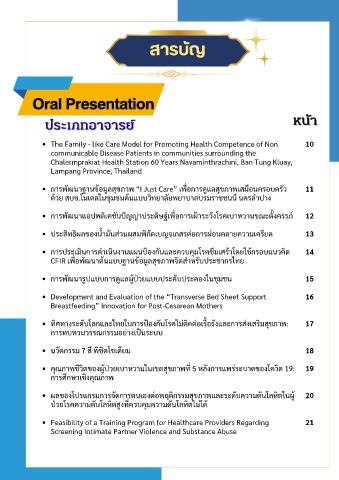 สารบัญ
Oral Presentation
ประเภทอาจารย์
หน้า
• The Family - like Care Model for Promoting Health Competence of Non 10
communicable Disease Patients in communities surrounding the
Chalermprakiat Health Station 60 Years Navaminthrachini, Ban Tung Kluay,
Lampang Province, Thailand
• การพัฒนาฐานข้อมูลสุขภาพ “I Just Care” เพื่อการดูแลสุขภาพเสมือนครอบครัว 11
ด้วย สบช.โมเดลในชุมชนต้นแบบวิทยาลัยพยาบาลบรมราชชนนี นครลำปาง
• การพัฒนาแอปพลิเคชันปัญญาประดิษฐ์เพื่อการเฝ้าระวังโรคเบาหวานขณะตั้งครรภ์ 12
• ประสิทธิผลของน้ำมันส่วนผสมพิกัดเบญจเกสรต่อการผ่อนคลายความเครียด 13
• การประเมินการดำเนินงานแผนป้องกันและควบคุมโรคซึมเศร้าโดยใช้กรอบแนวคิด 14
CFIR เพื่อพัฒนาต้นแบบฐานข้อมูลสุขภาพจิตสำหรับประชากรไทย
• การพัฒนารูปแบบการดูแลผู้ป่วยแบบประคับประคองในชุมชน 15
• Development and Evaluation of the “Transverse Bed Sheet Support 16
Breastfeeding” Innovation for Post-Cesarean Mothers
• ทิศทางระดับโลกและไทยในการป้องกันโรคไม่ติดต่อเรื้อรังและการส่งเสริมสุขภาพ: 17
การทบทวนวรรณกรรมอย่างเป็นระบบ
• นวัตกรรม 7 สี พิชิตโซเดียม 18
• คุณภาพชีวิตของผู้ป่วยเบาหวานในเขตสุขภาพที่ 5 หลังการแพร่ระบาดของโควิด 19: 19
การศึกษาเชิงคุณภาพ
• ผลของโปรแกรมการจัดการตนเองต่อพฤติกรรมสุขภาพและระดับความดันโลหิตในผู้ 20
ป่วยโรคความดันโลหิตสูงที่ควบคุมความดันโลหิตไม่ได้
• Feasibility of a Training Program for Healthcare Providers Regarding 21
Screening Intimate Partner Violence and Substance Abuse